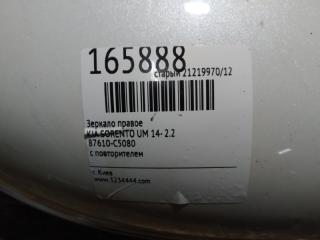 165888
старый 21219970/12
Зеркало правое
KIA SORENTO UM 14- 2.2
87610-C5080
с повторителем
г. Киев
www.1234444.com